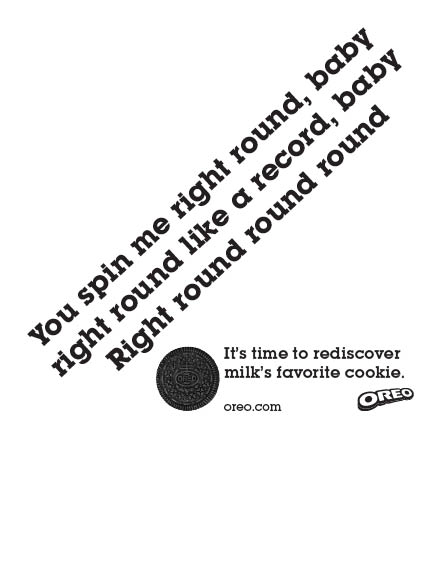 You spin me right round, baby
right round like a record, baby
Right round round round
It's time to rediscover
milk's favorite cookie.
oreo.com
OREO
OREO